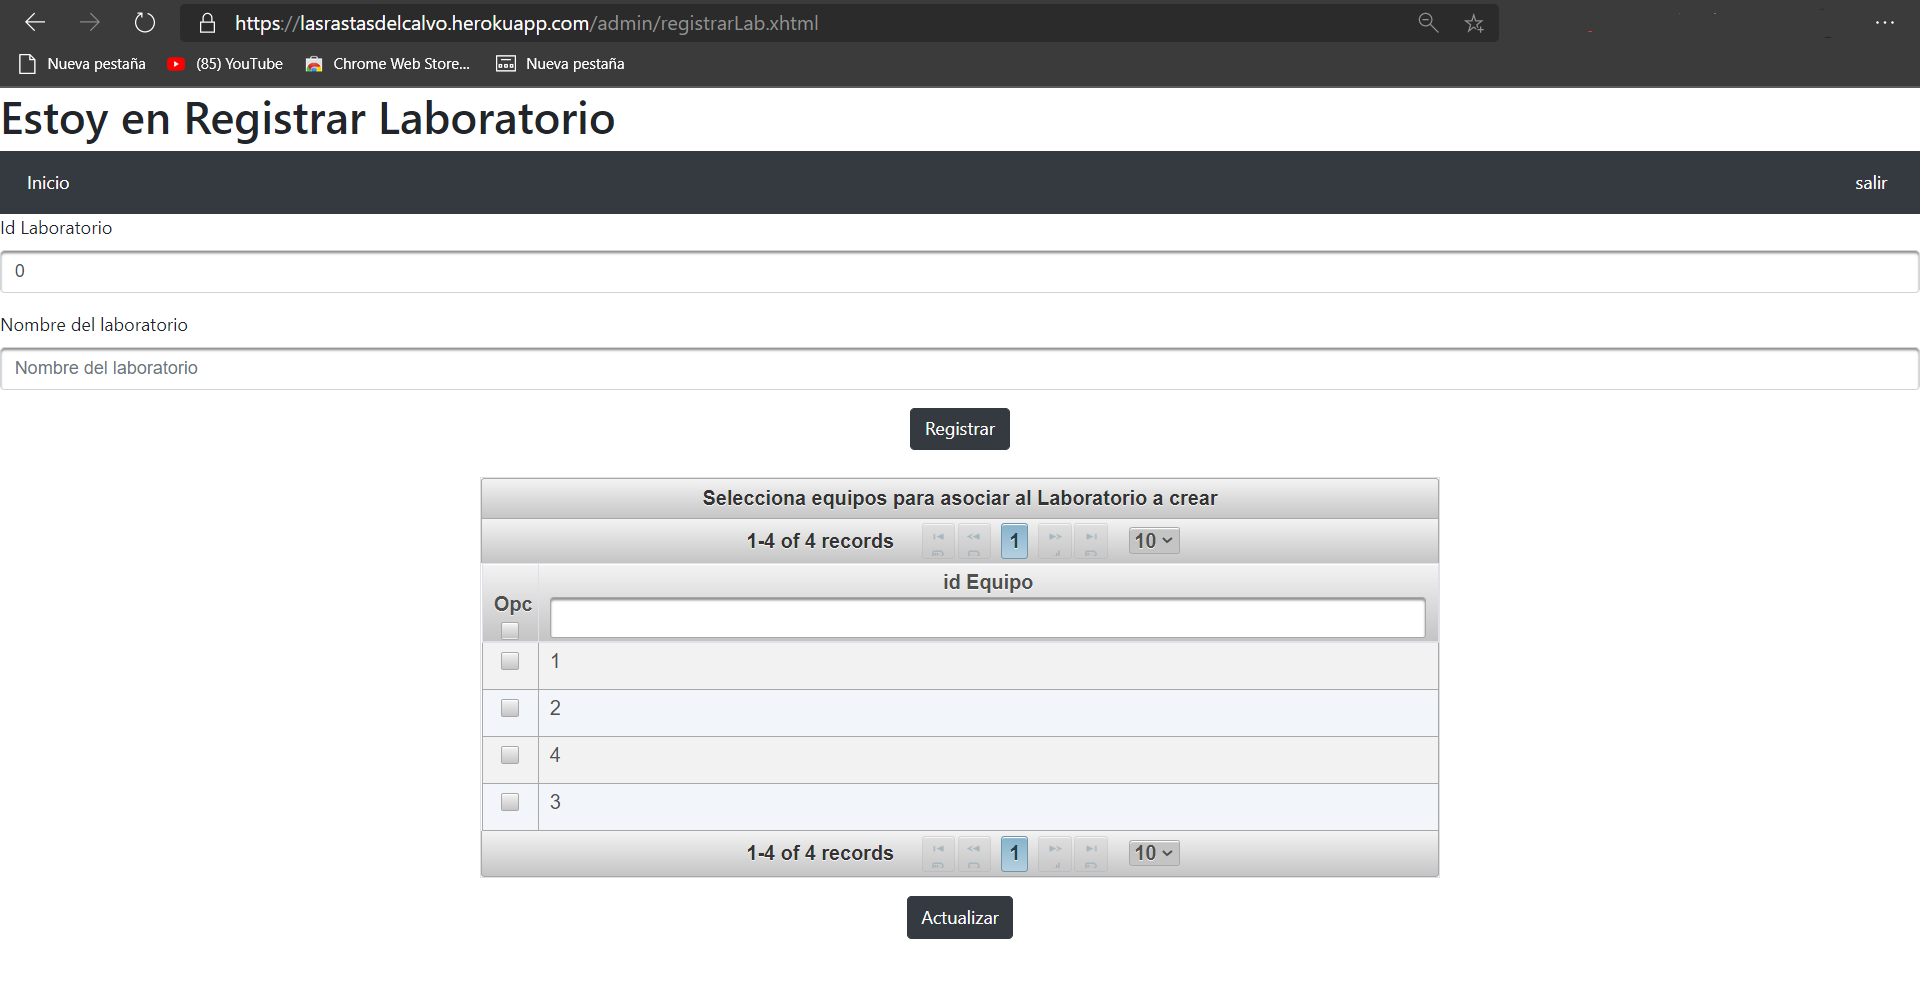 https://lasrastasdelcalvo.herokuapp.com/admin/registrarLab.xhtml
Nueva pestaña (85) YouTube Chrome Web Store... Nueva pestaña
Estoy en Registrar Laboratorio
Inicio salir
Id Laboratorio
0
Nombre del laboratorio
Nombre del laboratorio
Registrar
Selecciona equipos para asociar al Laboratorio a crear
1-4 of 4 records 1 10
id Equipo
Opc
1
2
4
3
1-4 of 4 records 1 10
Actualizar